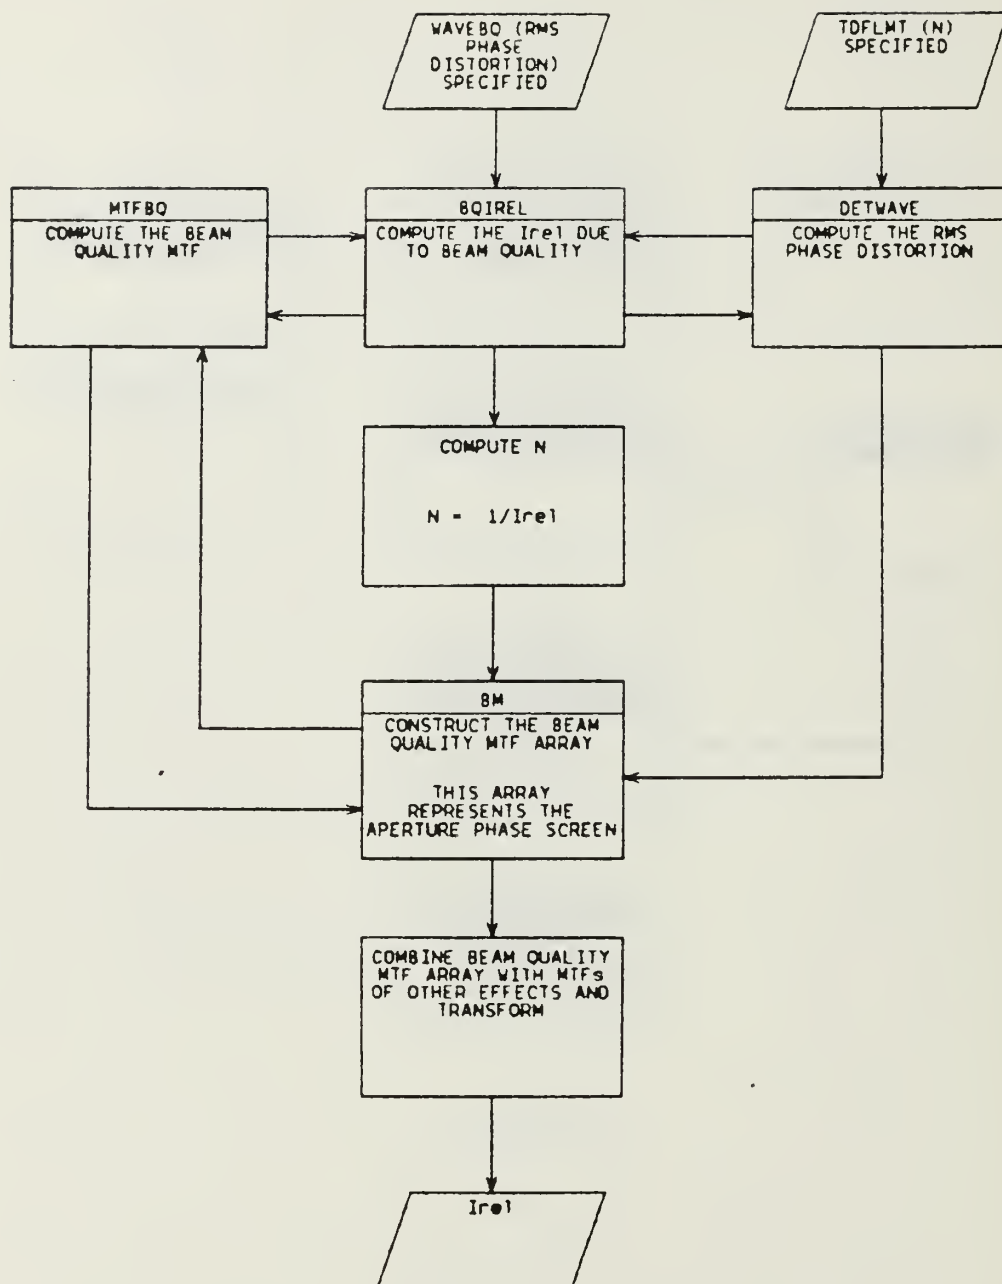 WAVEBQ (RMS
PHASE
DISTORTION)
SPECIFIED
TDFLMT (N)
SPECIFIED
MTFBQ
COMPUTE THE BEAM
QUALITY MTF
BQIREL
COMPUTE THE Irel DUE
TO BEAM QUALITY
DETWAVE
COMPUTE THE RMS
PHASE DISTORTION
COMPUTE N
N = 1/Irel
BM
CONSTRUCT THE BEAM
QUALITY MTF ARRAY
THIS ARRAY
REPRESENTS THE
APERTURE PHASE SCREEN
COMBINE BEAM QUALITY
MTF ARRAY WITH MTFs
OF OTHER EFFECTS AND
TRANSFORM
Irel